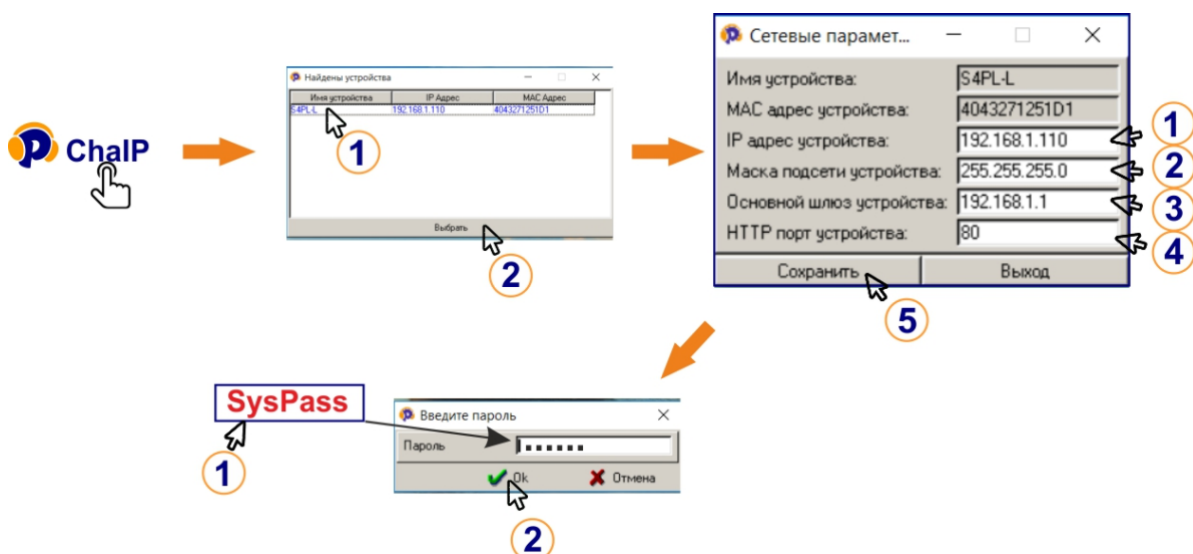 ChaIP
Найдены устройства
Имя устройства IP Адрес MAC Адрес
S4PL-L 192.168.1.110 4043271251D1
1
Выбрать
2
Сетевые парамет...
Имя устройства: S4PL-L
MAC адрес устройства: 4043271251D1
IP адрес устройства: 192.168.1.110 1
Маска подсети устройства: 255.255.255.0 2
Основной шлюз устройства: 192.168.1.1 3
HTTP порт устройства: 80 4
Сохранить Выход
5
SysPass
1
Введите пароль
Пароль
Ok Отмена
2